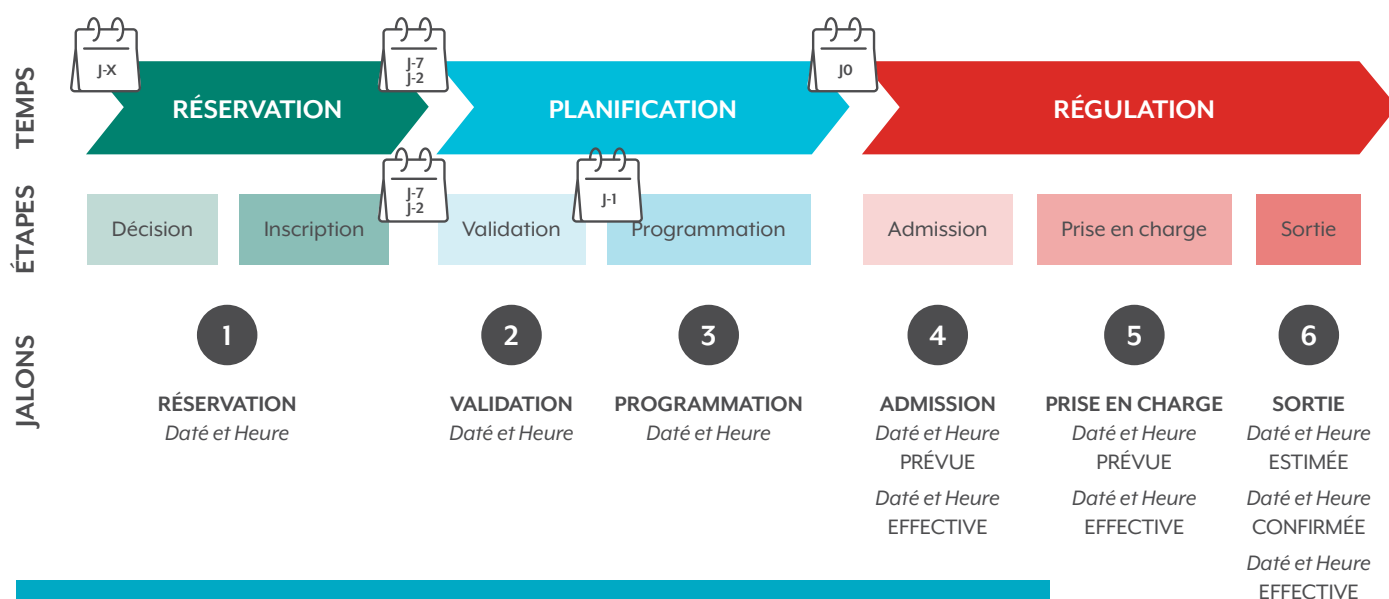 TEMPS
J-X
J-7
J-2
J0
RÉSERVATION
PLANIFICATION
RÉGULATION
ÉTAPES
J-7
J-2
J-1
Décision
Inscription
Validation
Programmation
Admission
Prise en charge
Sortie
JALONS
1
2
3
4
5
6
RÉSERVATION
Daté et Heure
VALIDATION
Daté et Heure
PROGRAMMATION
Daté et Heure
ADMISSION
Daté et Heure
PRÉVUE
Daté et Heure
EFFECTIVE
PRISE EN CHARGE
Daté et Heure
PRÉVUE
Daté et Heure
EFFECTIVE
SORTIE
Daté et Heure
ESTIMÉE
Daté et Heure
CONFIRMÉE
Daté et Heure
EFFECTIVE